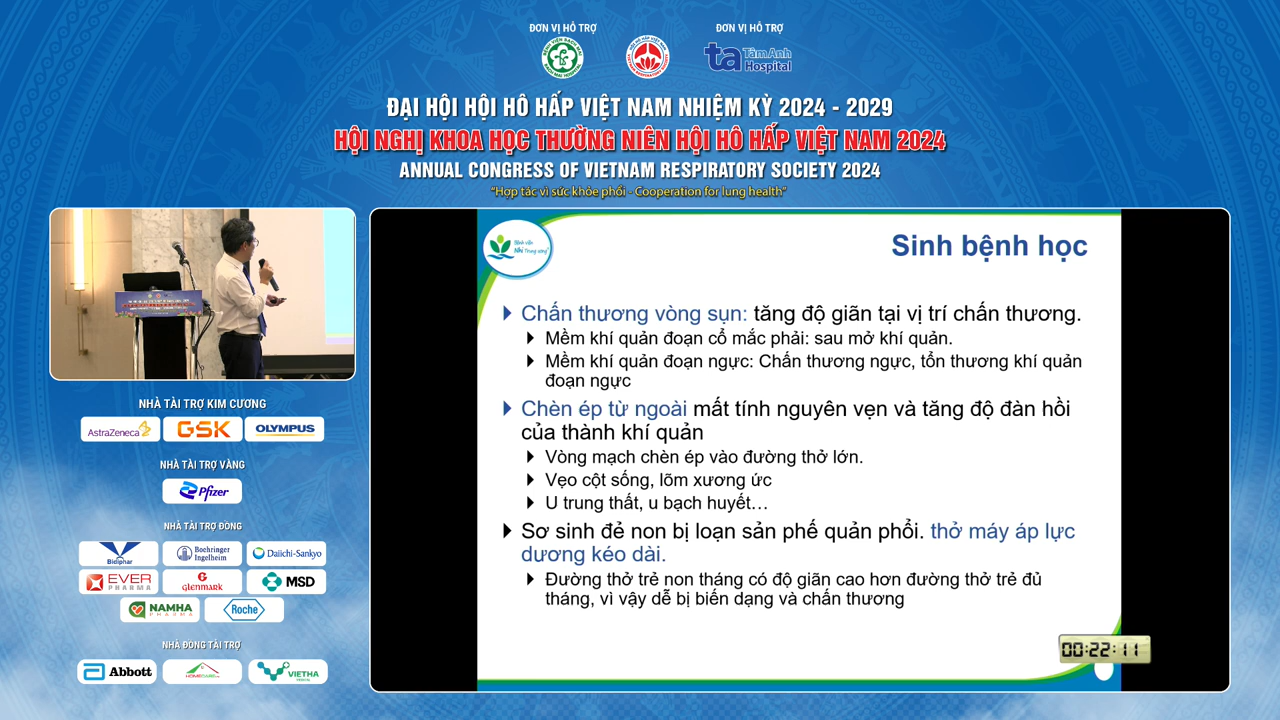 ĐƠN VỊ HỖ TRỢ
ĐƠN VỊ HỖ TRỢ
ta TâmAnh Hospital
ĐẠI HỘI HỘI HÔ HẤP VIỆT NAM NHIỆM KỲ 2024 - 2029
HỘI NGHỊ KHOA HỌC THƯỜNG NIÊN HỘI HÔ HẤP VIỆT NAM 2024
ANNUAL CONGRESS OF VIETNAM RESPIRATORY SOCIETY 2024
"Hợp tác vì sức khỏe phổi - Cooperation for lung health"
NHÀ TÀI TRỢ KIM CƯƠNG
AstraZeneca
GSK
OLYMPUS
NHÀ TÀI TRỢ VÀNG
Pfizer
NHÀ TÀI TRỢ ĐỒNG
Bidiphar
Boehringer Ingelheim
Daiichi-Sankyo
EVER PHARMA
GLENMARK
MSD
NAMHA PHARMA
Roche
NHÀ ĐỒNG TÀI TRỢ
Abbott
VIETHA
Bệnh viện
Nhi Trung ương
Sinh bệnh học
Chấn thương vòng sụn: tăng độ giãn tại vị trí chấn thương.
Mềm khí quản đoạn cổ mắc phải: sau mở khí quản.
Mềm khí quản đoạn ngực: Chấn thương ngực, tổn thương khí quản
đoạn ngực
Chèn ép từ ngoài mất tính nguyên vẹn và tăng độ đàn hồi
của thành khí quản
Vòng mạch chèn ép vào đường thở lớn.
Vẹo cột sống, lõm xương ức
U trung thất, u bạch huyết…
Sơ sinh đẻ non bị loạn sản phế quản phổi. thở máy áp lực
dương kéo dài.
Đường thở trẻ non tháng có độ giãn cao hơn đường thở trẻ đủ
tháng, vì vậy dễ bị biến dạng và chấn thương
00:22:11